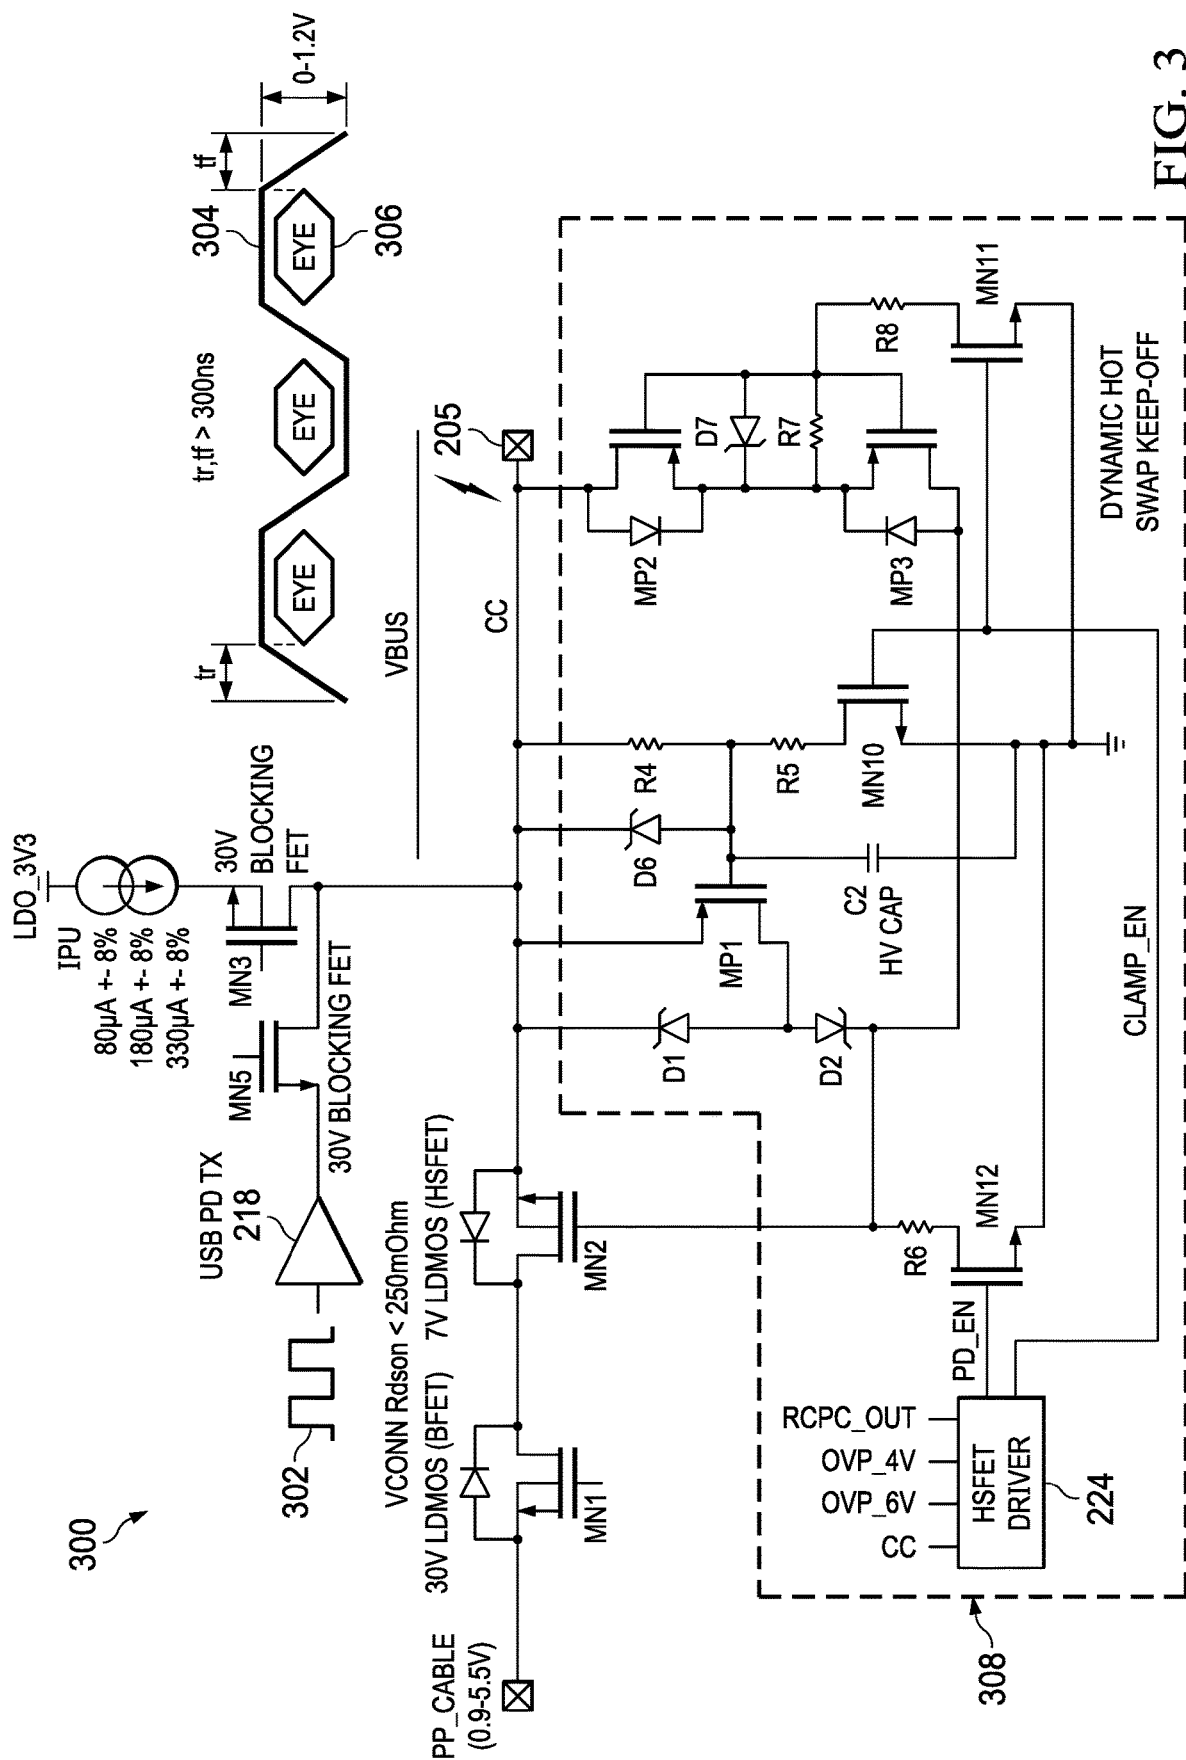 300
302
USB PD TX
218
MN5
30V BLOCKING FET
LDO_3V3
IPU
80µA +- 8%
180µA +- 8%
330µA +- 8%
MN3
30V
BLOCKING
FET
tr
tr,tf > 300ns
tf
0-1.2V
EYE
EYE
EYE
304
306
VBUS
205
CC
PP_CABLE
(0.9-5.5V)
VCONN Rdson < 250mOhm
30V LDMOS (BFET)
7V LDMOS (HSFET)
MN1
MN2
D1
D2
MP1
D6
R4
R5
C2
HV CAP
MN10
MP2
MP3
D7
R7
R8
MN11
R6
MN12
PD_EN
CLAMP_EN
RCPC_OUT
OVP_4V
OVP_6V
CC
HSFET
DRIVER
224
308
DYNAMIC HOT
SWAP KEEP-OFF
FIG. 3